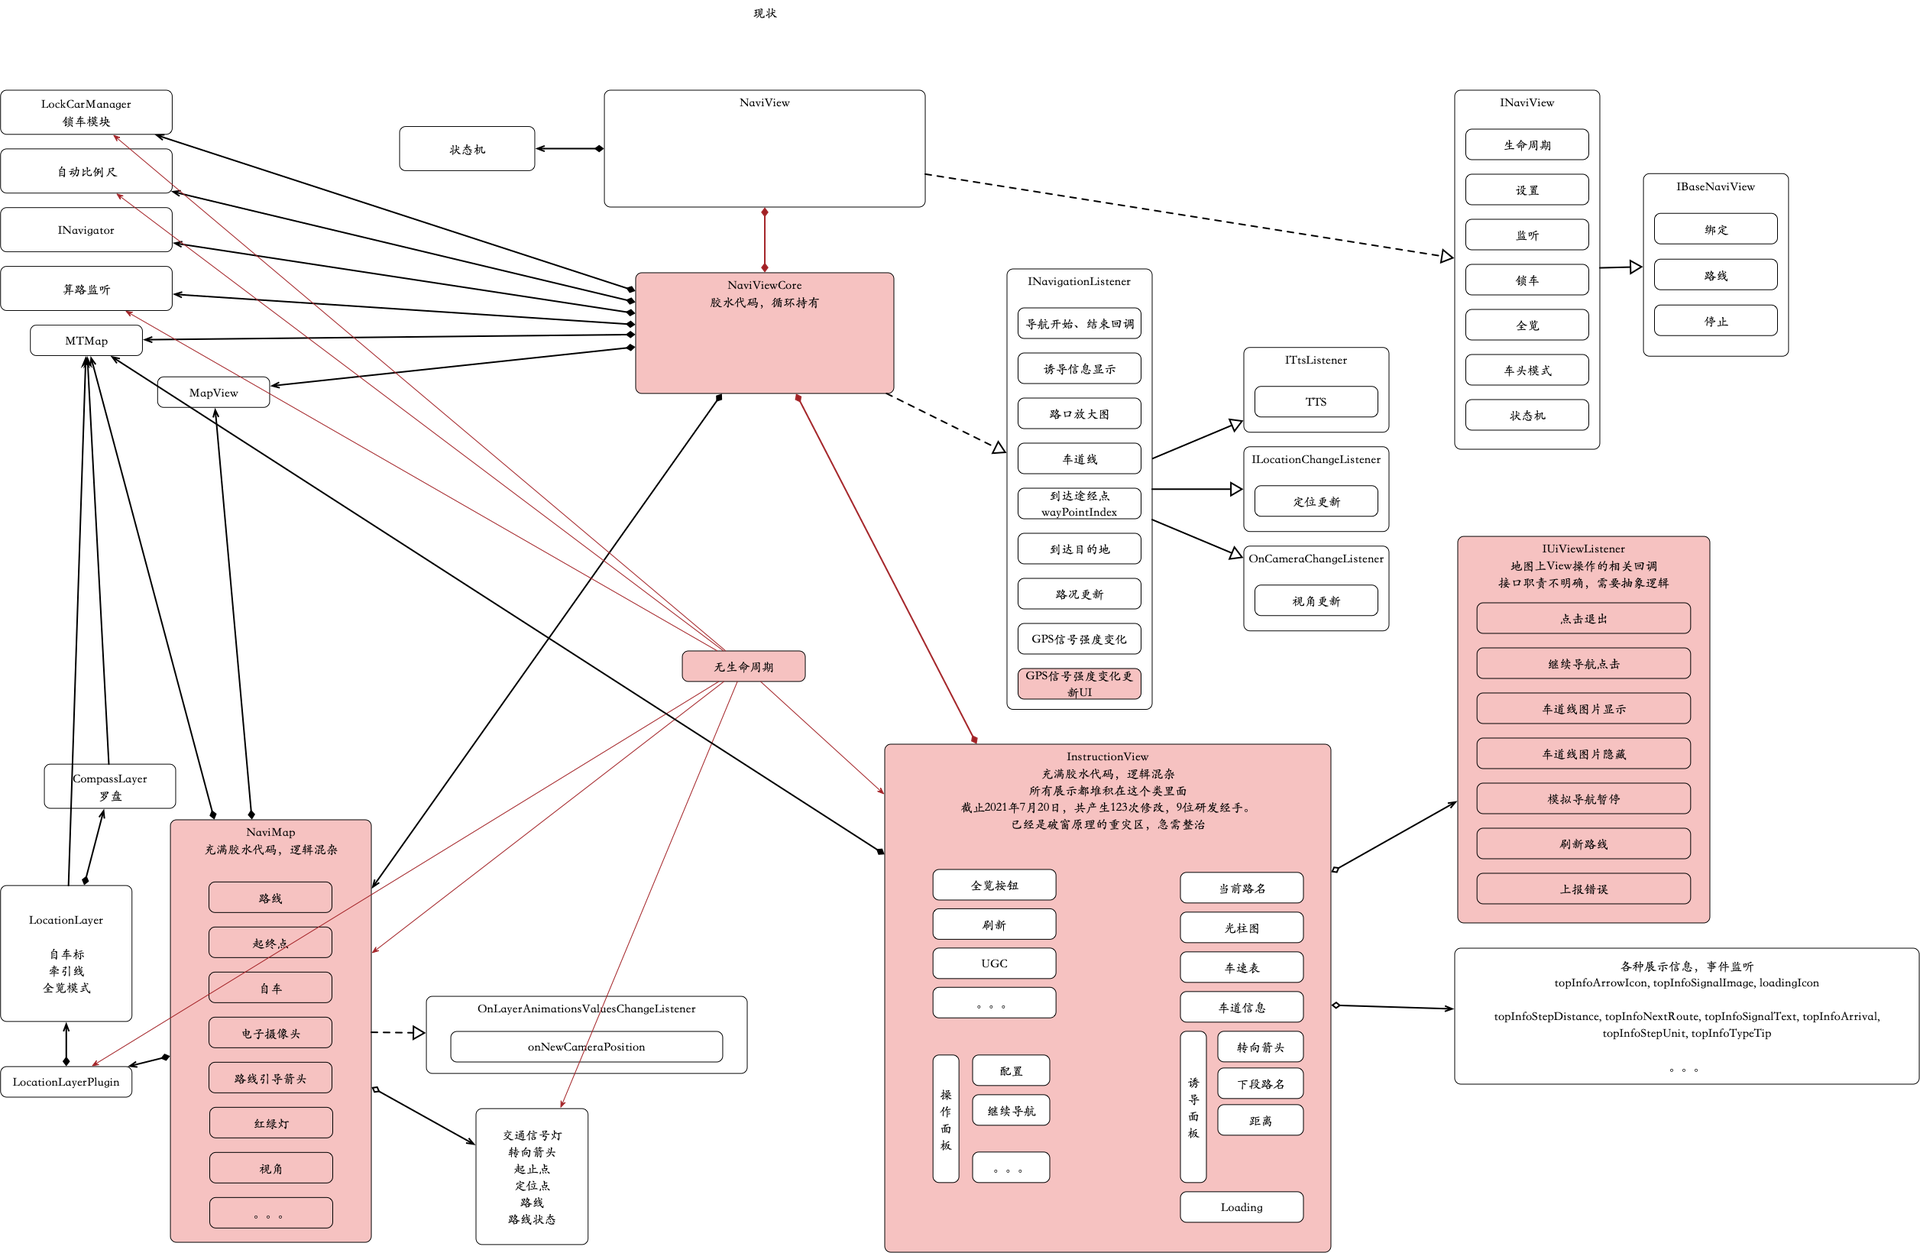 现状
LockCarManager
锁车模块
自动比例尺
INavigator
算路监听
MTMap
MapView
状态机
NaviView
NaviViewCore
胶水代码，循环持有
INaviView
生命周期
设置
监听
锁车
全览
车头模式
状态机
IBaseNaviView
绑定
路线
停止
INavigationListener
导航开始、结束回调
诱导信息显示
路口放大图
车道线
到达途经点
wayPointIndex
到达目的地
路况更新
GPS信号强度变化
GPS信号强度变化更
新UI
ITtsListener
TTS
ILocationChangeListener
定位更新
OnCameraChangeListener
视角更新
IUiViewListener
地图上View操作的相关回调
接口职责不明确，需要抽象逻辑
点击退出
继续导航点击
车道线图片显示
车道线图片隐藏
模拟导航暂停
刷新路线
上报错误
无生命周期
CompassLayer
罗盘
LocationLayer
自车标
牵引线
全览模式
LocationLayerPlugin
NaviMap
充满胶水代码，逻辑混杂
路线
起终点
自车
电子摄像头
路线引导箭头
红绿灯
视角
。。。
OnLayerAnimationsValuesChangeListener
onNewCameraPosition
交通信号灯
转向箭头
起止点
定位点
路线
路线状态
InstructionView
充满胶水代码，逻辑混杂
所有展示都堆积在这个类里面
截止2021年7月20日，共产生123次修改，9位研发经手。
已经是破窗原理的重灾区，急需整治
全览按钮
刷新
UGC
。。。
操
作
面
板
配置
继续导航
。。。
当前路名
光柱图
车速表
车道信息
诱
导
面
板
转向箭头
下段路名
距离
Loading
各种展示信息，事件监听
topInfoArrowIcon, topInfoSignalImage, loadingIcon
topInfoStepDistance, topInfoNextRoute, topInfoSignalText, topInfoArrival,
topInfoStepUnit, topInfoTypeTip
。。。